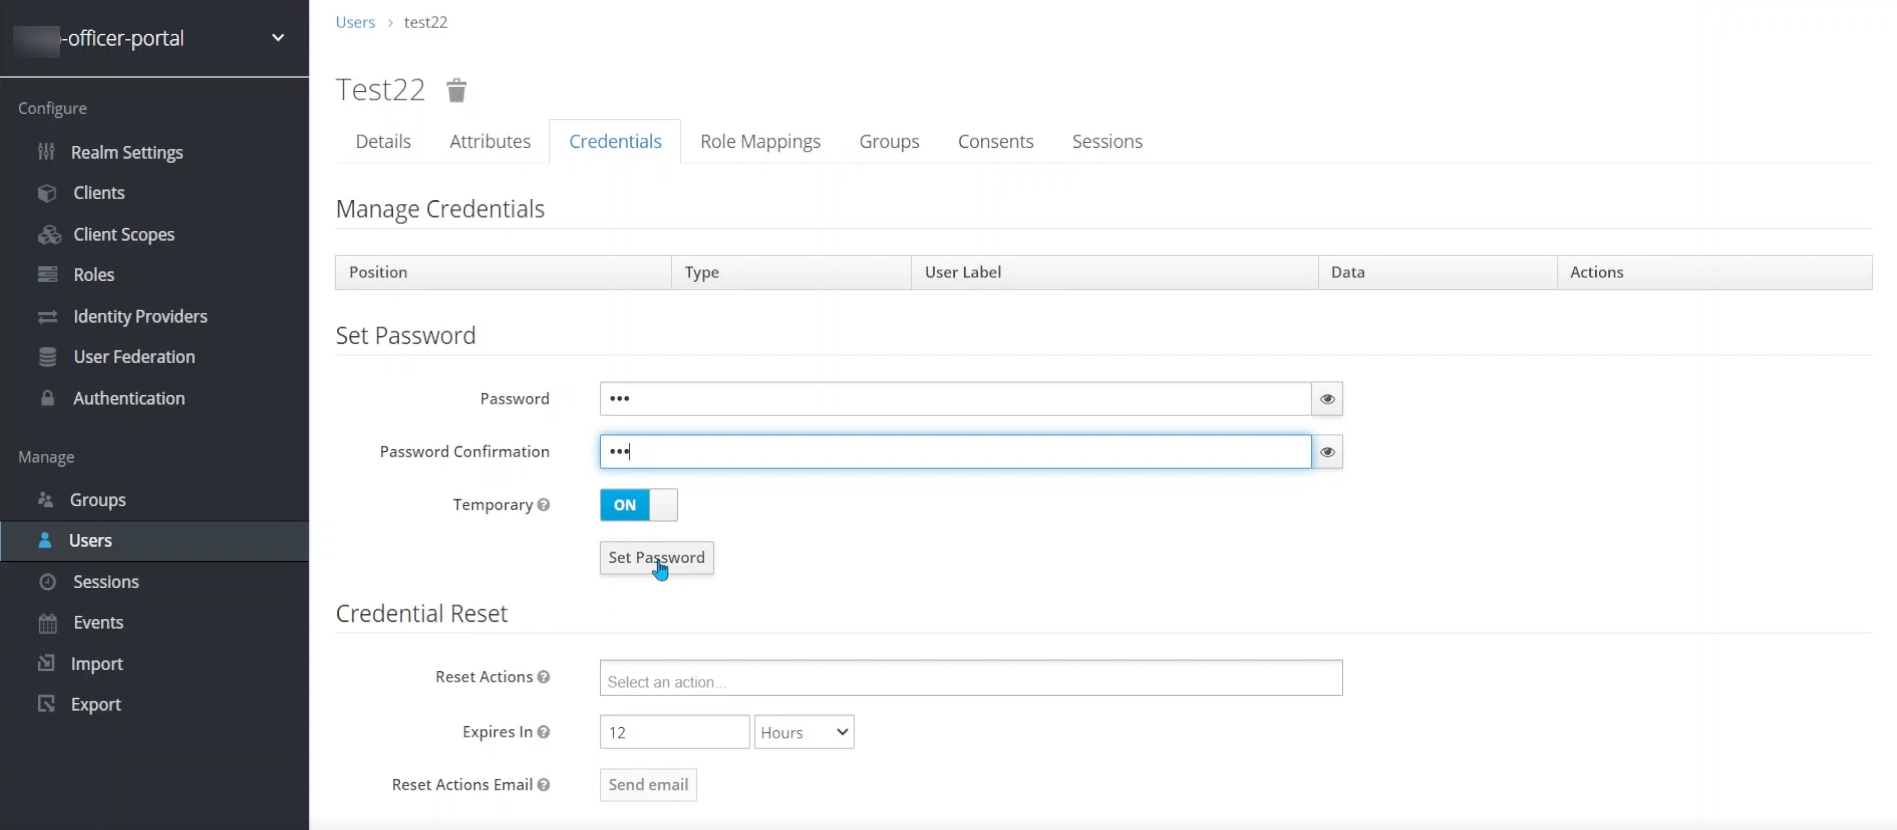 -officer-portal
Configure
Realm Settings
Clients
Client Scopes
Roles
Identity Providers
User Federation
Authentication
Manage
Groups
Users
Sessions
Events
Import
Export
Users › test22
Test22
Details Attributes Credentials Role Mappings Groups Consents Sessions
Manage Credentials
Position Type User Label Data Actions
Set Password
Password •••
Password Confirmation •••
Temporary ON
Set Password
Credential Reset
Reset Actions Select an action...
Expires In 12 Hours
Reset Actions Email Send email